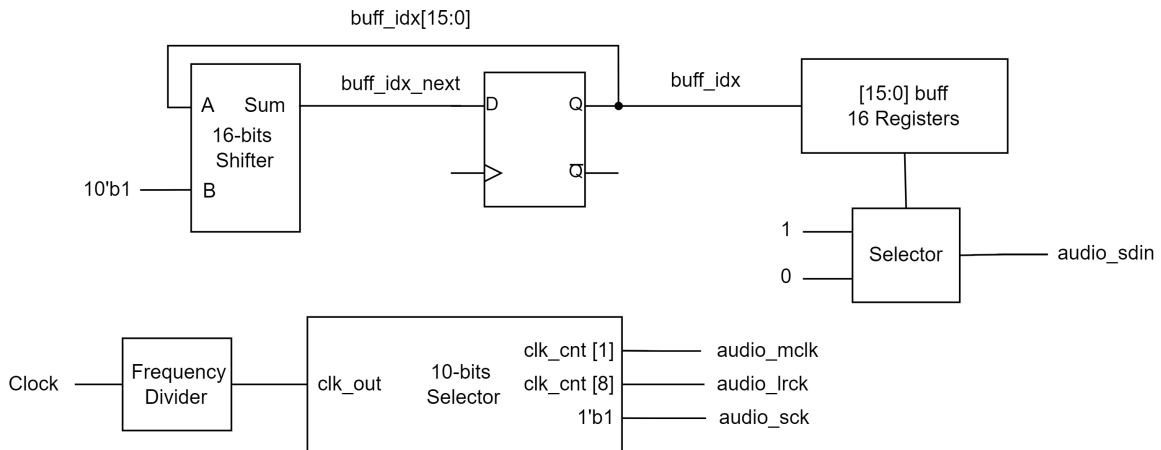 buff_idx[15:0]
buff_idx_next
buff_idx
A
Sum
16-bits
Shifter
10'b1
B
D
Q
Q̅
[15:0] buff
16 Registers
1
0
Selector
audio_sdin
Clock
Frequency
Divider
clk_out
10-bits
Selector
clk_cnt [1]
clk_cnt [8]
1'b1
audio_mclk
audio_lrck
audio_sck